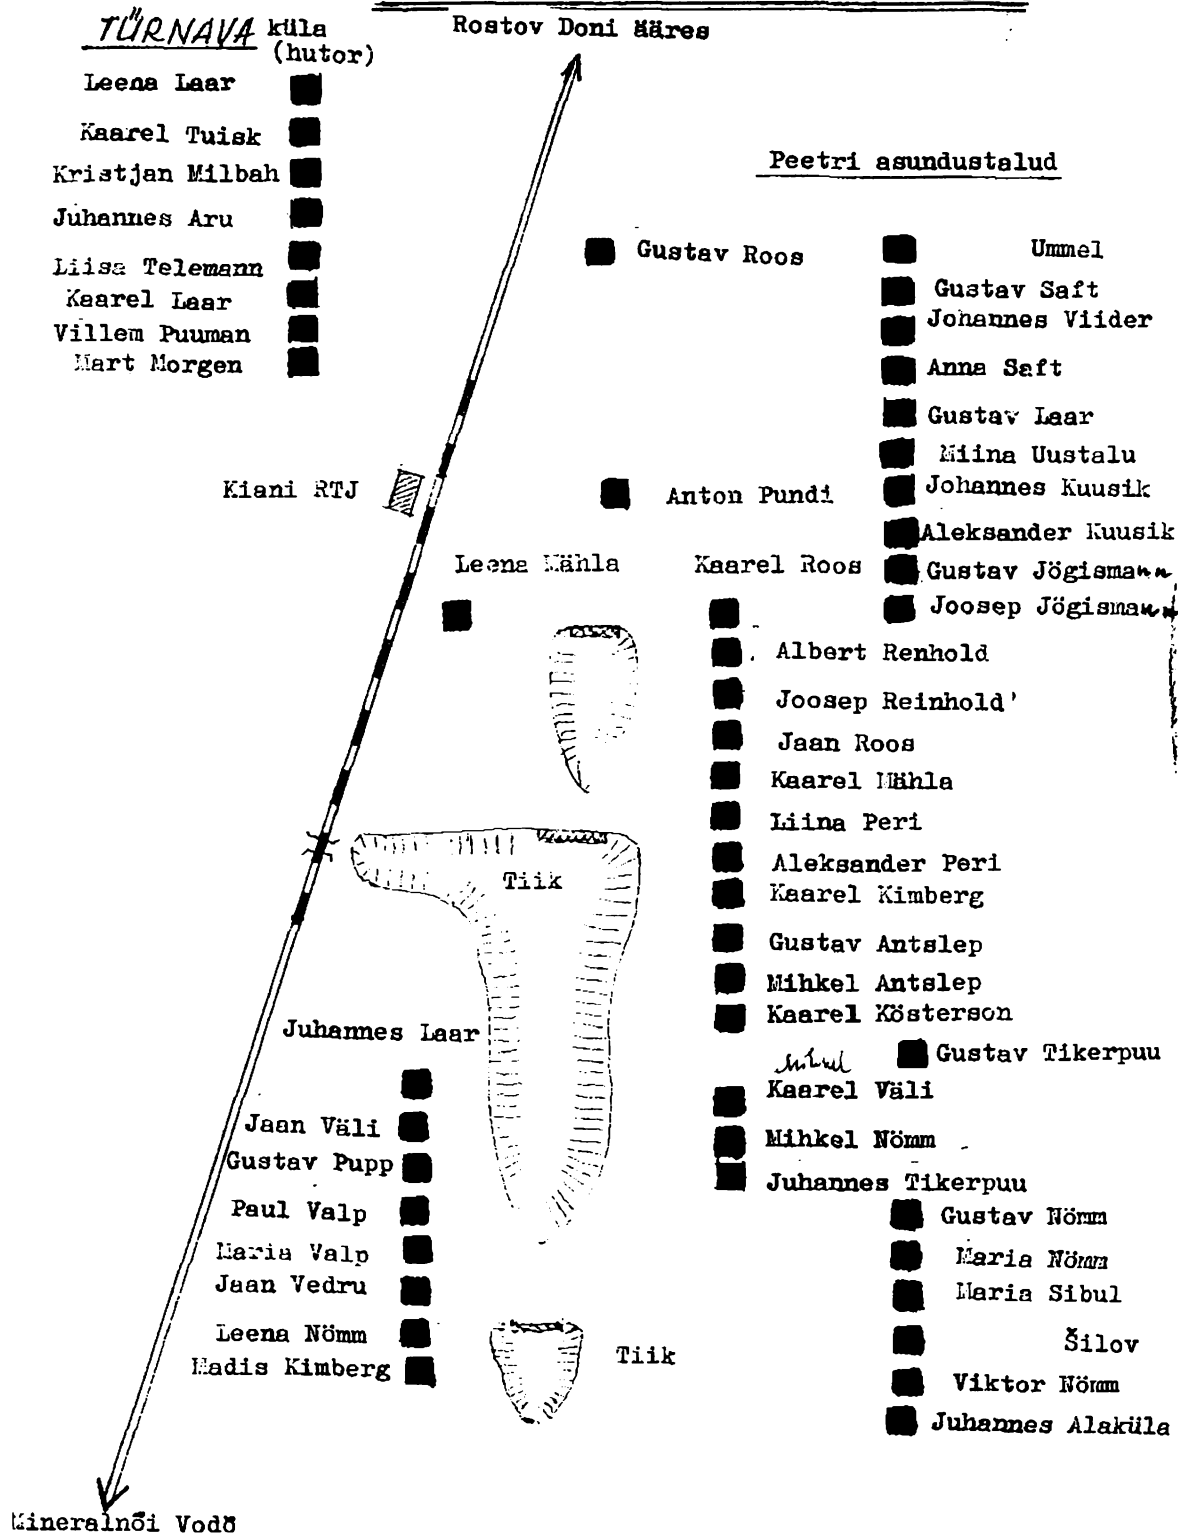 TÜRNAVA küla
(hutor)
Leena Laar
Kaarel Tuisk
Kristjan Milbah
Juhannes Aru
Liisa Telemann
Kaarel Laar
Villem Puuman
Mart Morgen
Rostov Doni ääres
Peetri asundustalud
Gustav Roos
Ummel
Gustav Saft
Johannes Viider
Anna Saft
Gustav Laar
Miina Uustalu
Johannes Kuusik
Aleksander Kuusik
Gustav Jögismann
Joosep Jögismann
Kiani RTJ
Anton Pundi
Leena Mähla
Kaarel Roos
Albert Renhold
Joosep Reinhold'
Jaan Roos
Kaarel Mähla
Liina Peri
Aleksander Peri
Kaarel Kimberg
Gustav Antslep
Mihkel Antslep
Kaarel Kösterson
Gustav Tikerpuu
Mihkel
Kaarel Väli
Mihkel Nömm
Juhannes Tikerpuu
Gustav Nömm
Maria Nömm
Maria Sibul
Šilov
Viktor Nömm
Juhannes Alaküla
Tiik
Juhannes Laar
Jaan Väli
Gustav Pupp
Paul Valp
Maria Valp
Jaan Vedru
Leena Nömm
Madis Kimberg
Tiik
Mineralnõi Vodõ